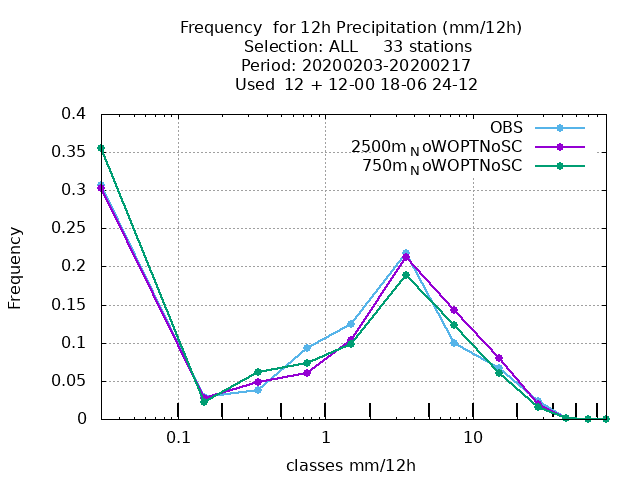 Frequency  for 12h Precipitation (mm/12h)
Selection: ALL     33 stations
Period: 20200203-20200217
Used  12 + 12-00 18-06 24-12
0.4
0.35
0.3
0.25
0.2
0.15
0.1
0.05
0
Frequency
OBS
2500m_NoWOPTNoSC
750m_NoWOPTNoSC
0.1
1
10
classes mm/12h